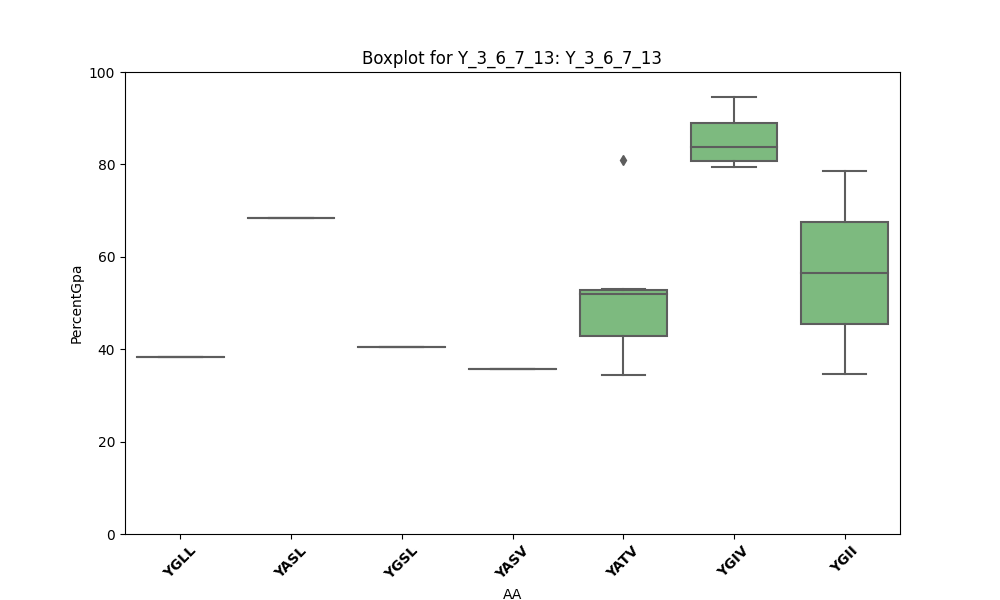 Boxplot for Y_3_6_7_13: Y_3_6_7_13
100
80
60
40
20
0
PercentGpa
YGLL
YASL
YGSL
YASV
YATV
YGIV
YGII
AA